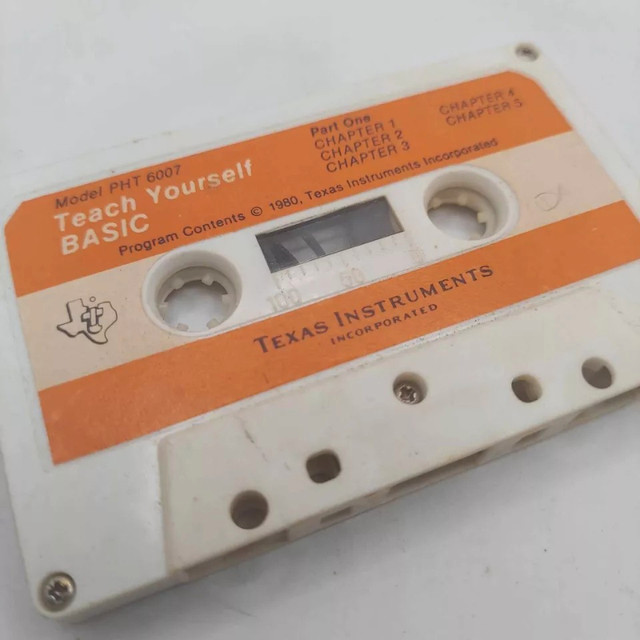 Model PHT 6007
Teach Yourself
BASIC
Part One
CHAPTER 1
CHAPTER 2
CHAPTER 3
CHAPTER 4
CHAPTER 5
Program Contents © 1980, Texas Instruments Incorporated
100 50 0
TEXAS INSTRUMENTS
INCORPORATED